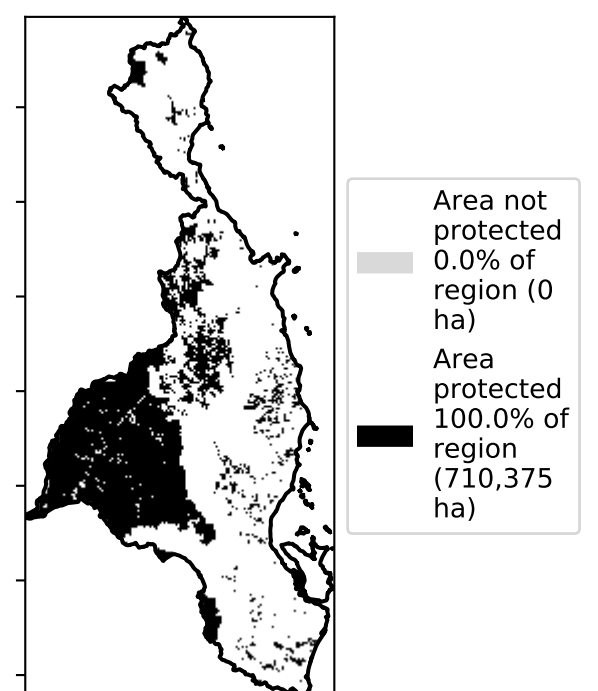 Area not
protected
0.0% of
region (0
ha)
Area
protected
100.0% of
region
(710,375
ha)